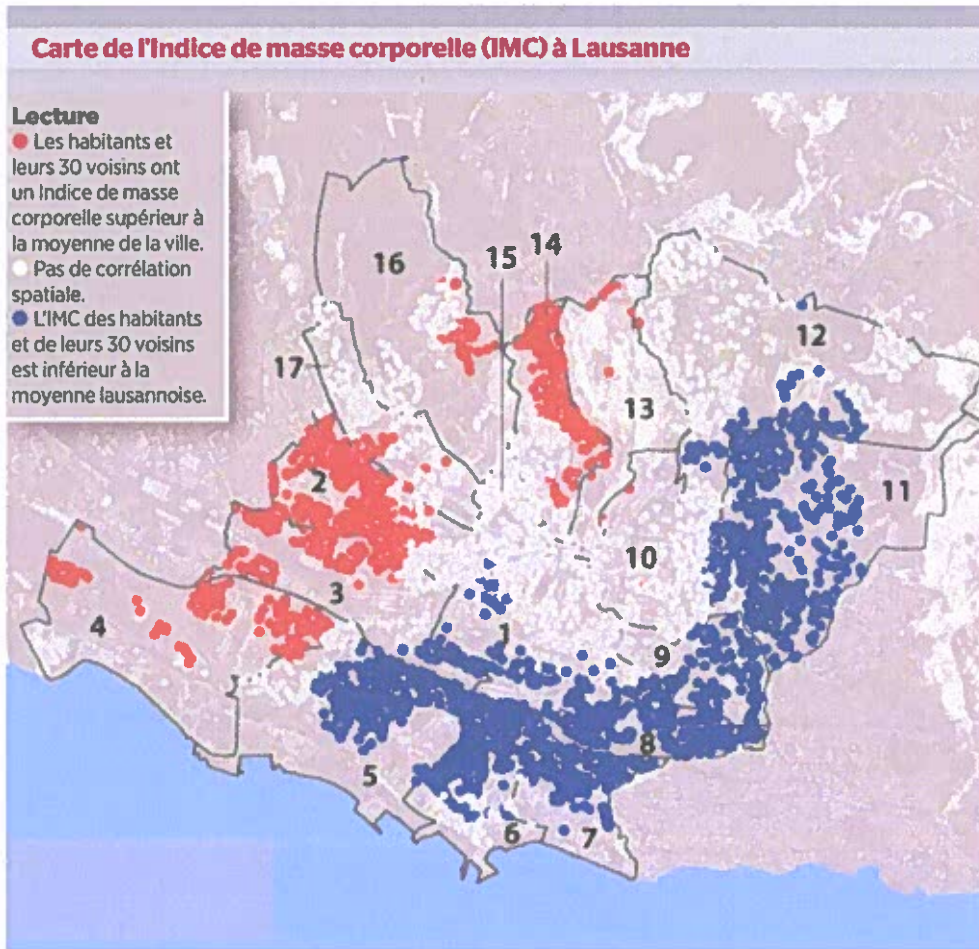 Carte de l'Indice de masse corporelle (IMC) à Lausanne
Lecture
Les habitants et
leurs 30 voisins ont
un Indice de masse
corporelle supérieur à
la moyenne de la ville.
Pas de corrélation
spatiale.
L'IMC des habitants
et de leurs 30 voisins
est inférieur à la
moyenne lausannoise.
14
15
16
12
17
13
2
11
10
3
4
1
9
8
5
6
7